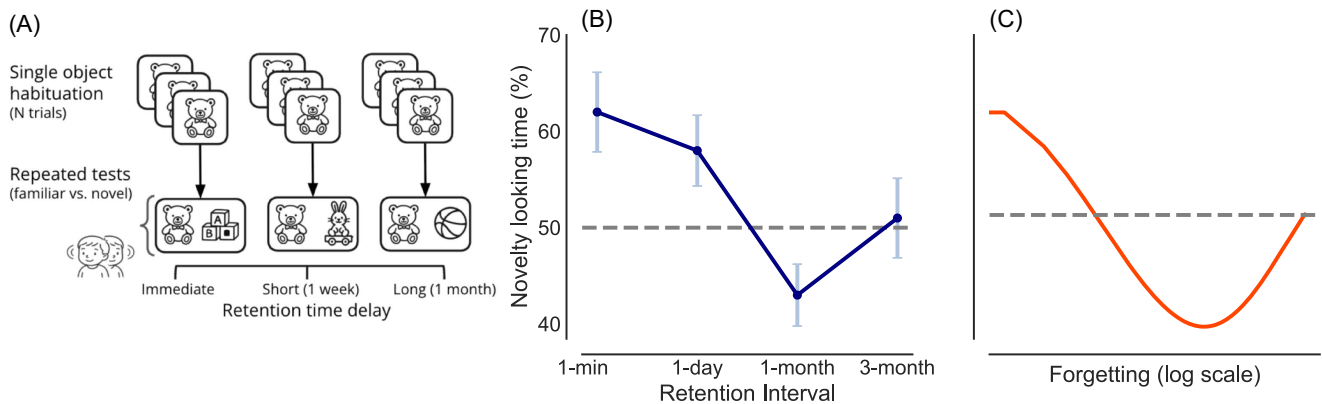 (A)
Single object
habituation
(N trials)
Repeated tests
(familiar vs. novel)
A
B
Immediate
Short (1 week)
Long (1 month)
Retention time delay
(B)
Novelty looking time (%)
70
60
50
40
1-min
1-day
1-month
3-month
Retention Interval
(C)
Forgetting (log scale)